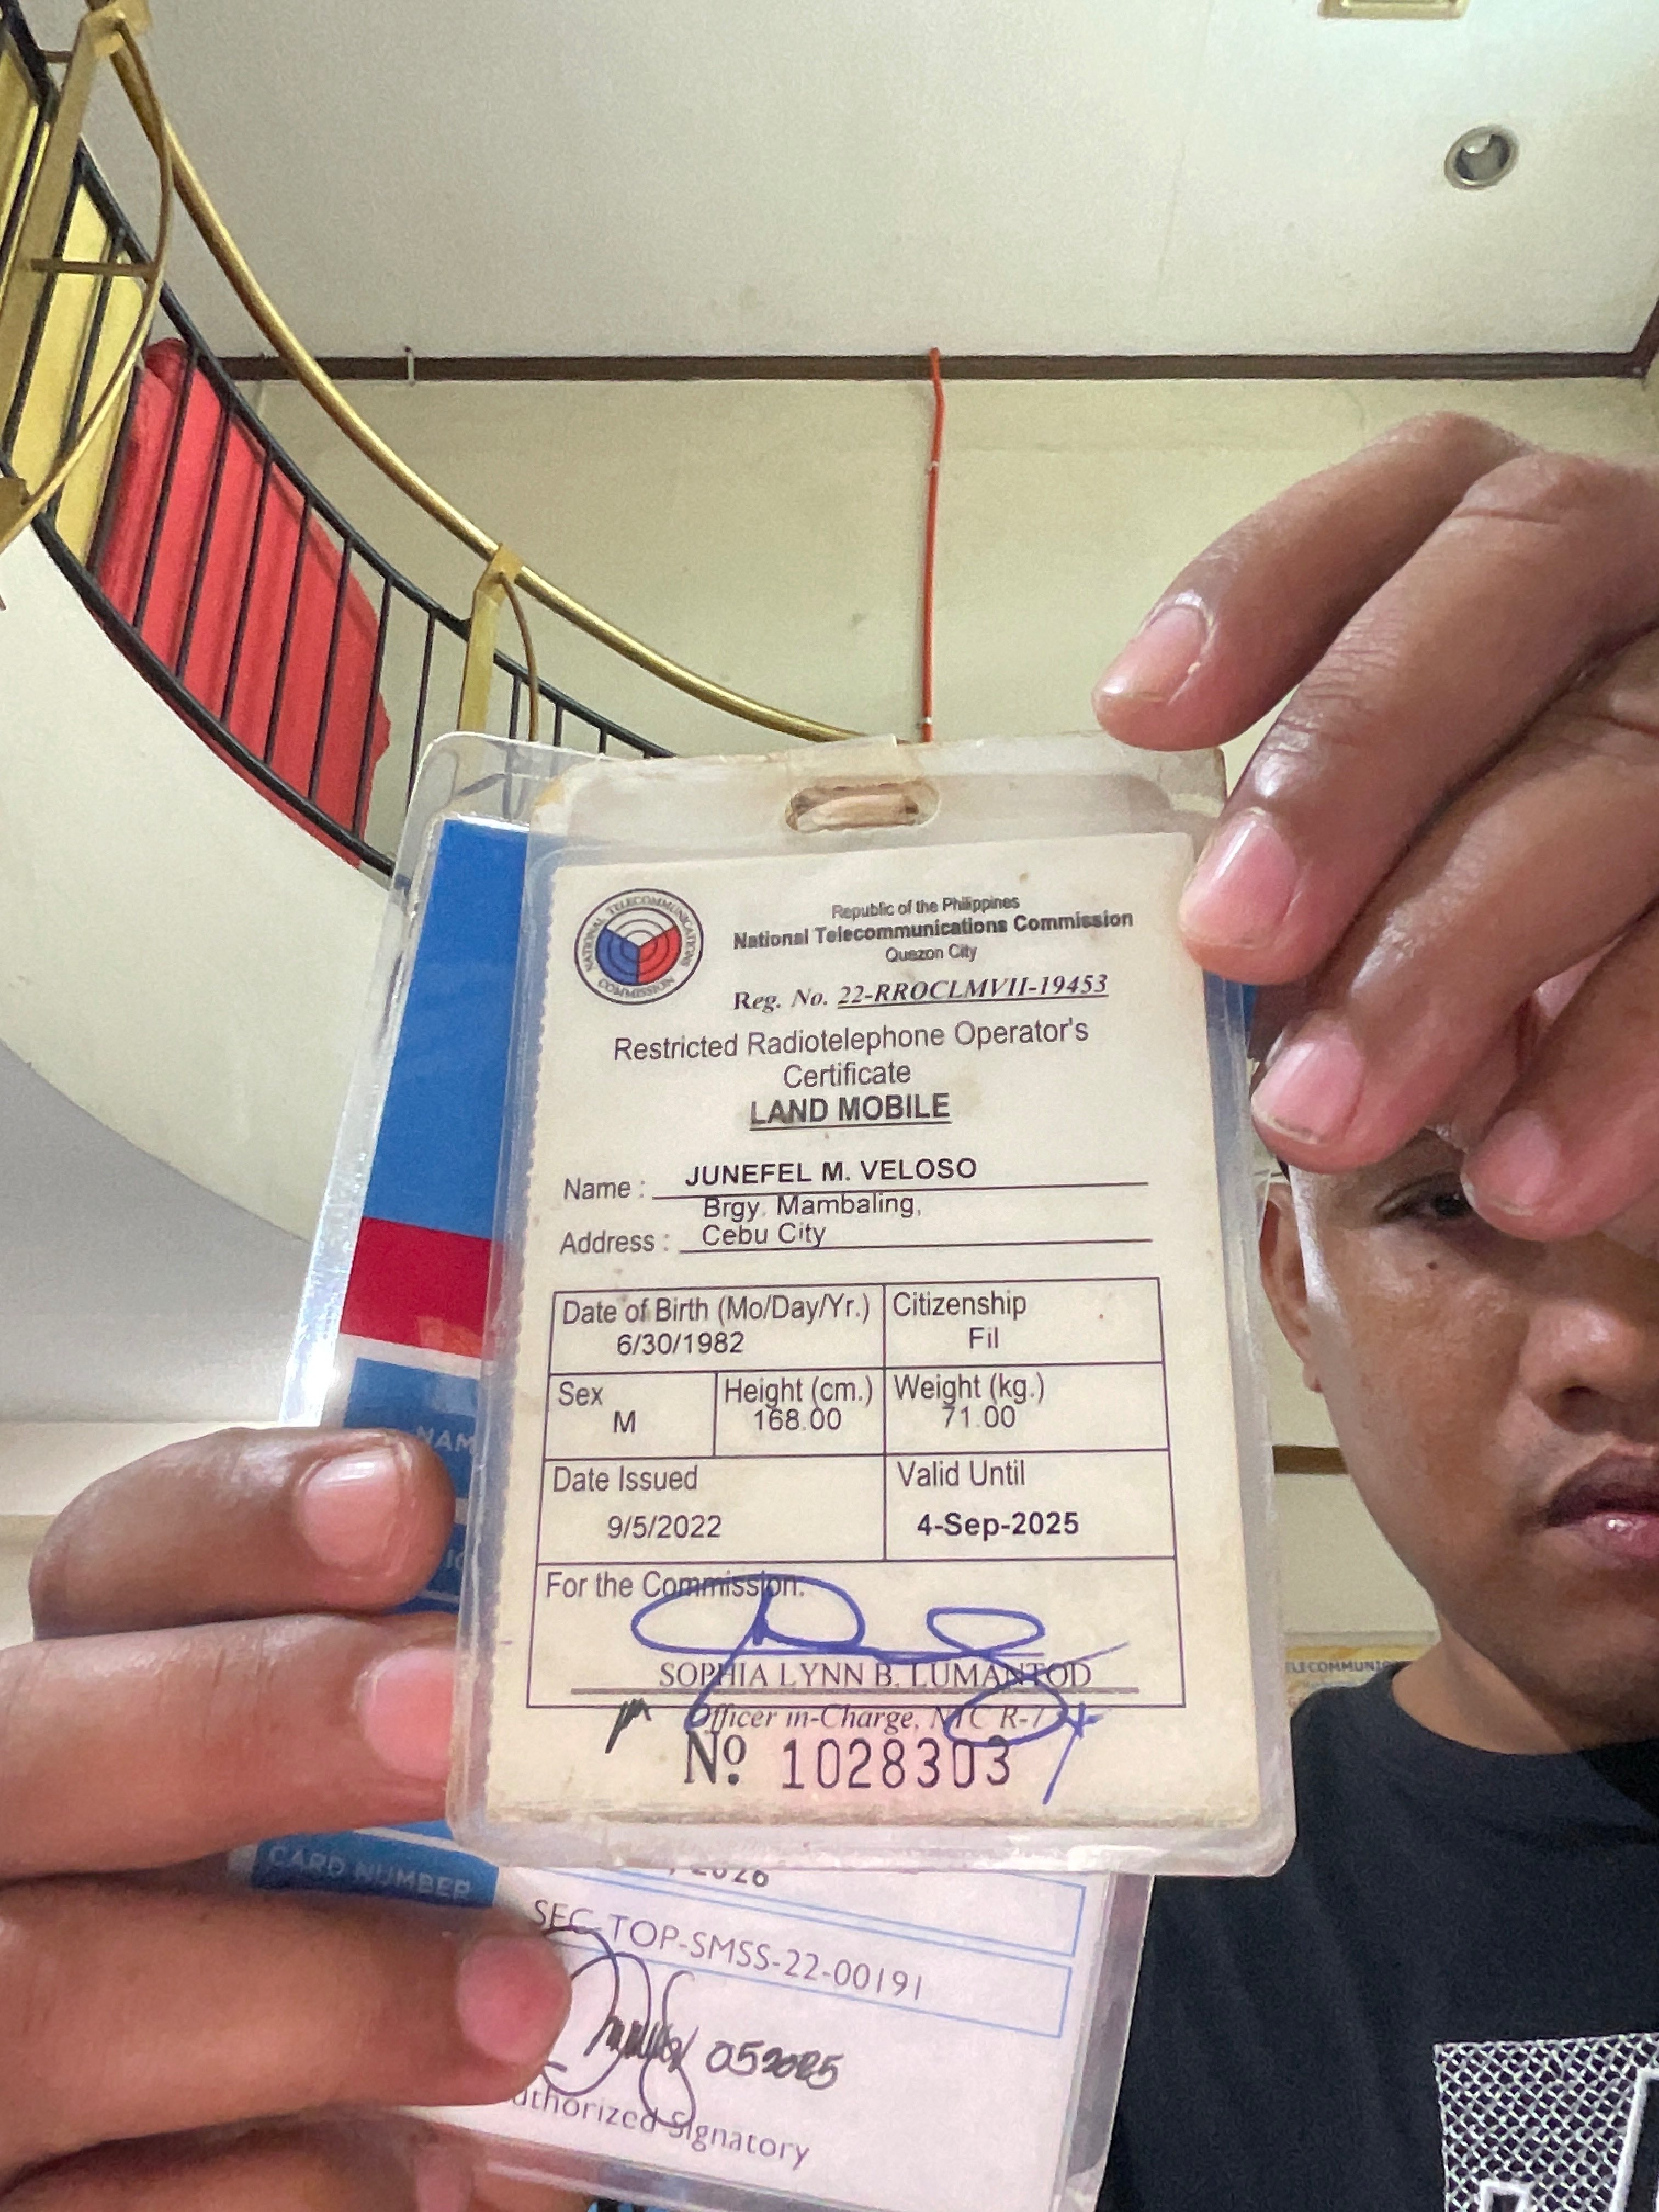 NATIONAL TELECOMMUNICATIONS COMMISSION
Republic of the Philippines
National Telecommunications Commission
Quezon City
Reg. No. 22-RROCLMVII-19453
Restricted Radiotelephone Operator's
Certificate
LAND MOBILE
Name : JUNEFEL M. VELOSO
Address : Brgy. Mambaling,
Cebu City
Date of Birth (Mo/Day/Yr.) Citizenship
6/30/1982 Fil
Sex Height (cm.) Weight (kg.)
M 168.00 71.00
Date Issued Valid Until
9/5/2022 4-Sep-2025
For the Commission:
SOPHIA LYNN B. LUMANTOD
Officer in-Charge, NTC R-7
No. 1028303
NAM
CARD NUMBER
2026
SEC-TOP-SMSS-22-00191
uthorized Signatory
ELECOMMUNI